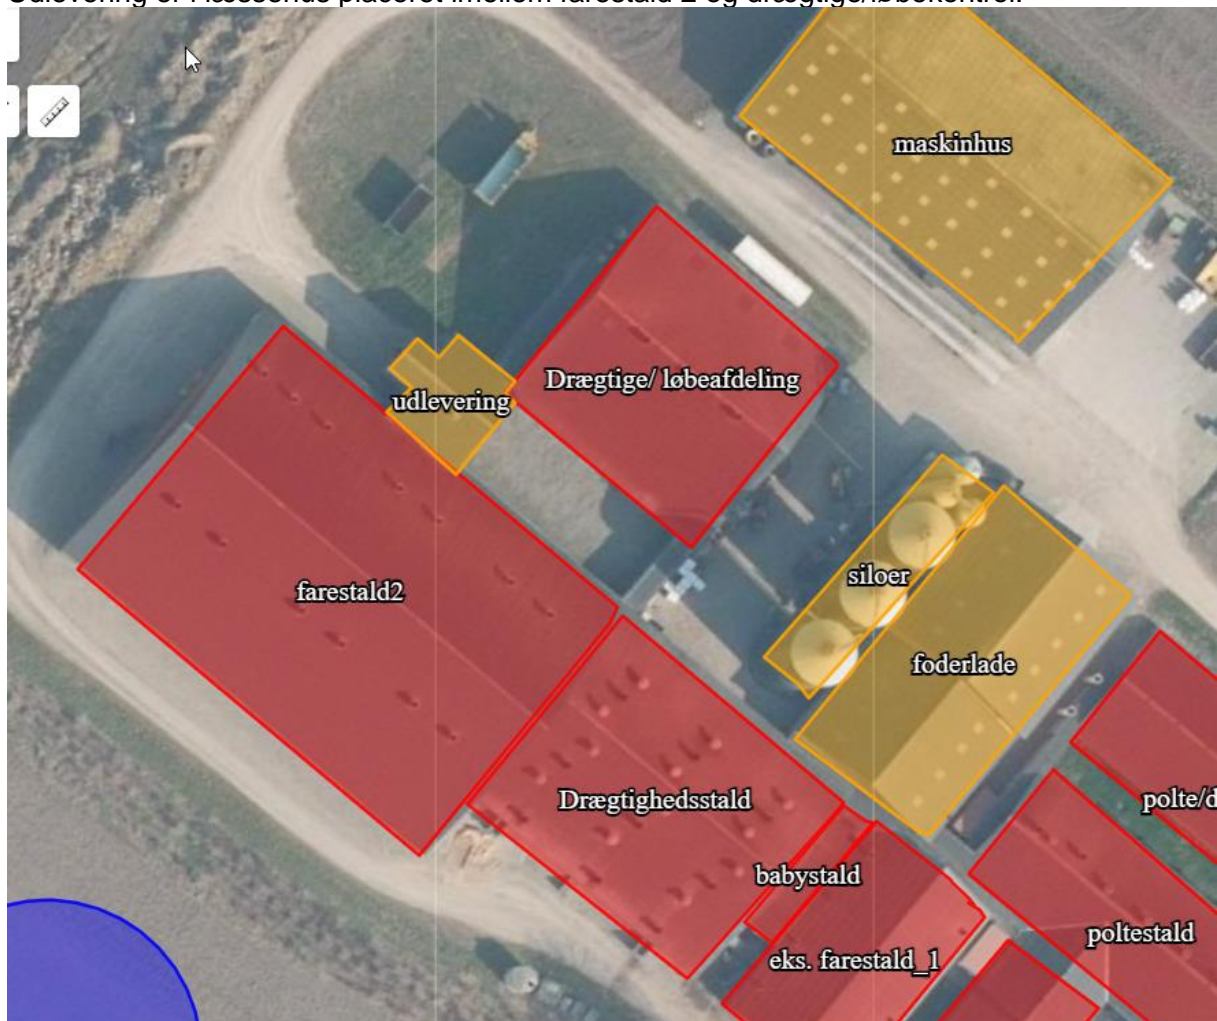 maskinhus
Drægtige/ løbeafdeling
udlevering
siloer
farestald2
foderlade
Drægtighedsstald
polte/d
babystald
poltestald
eks. farestald_1